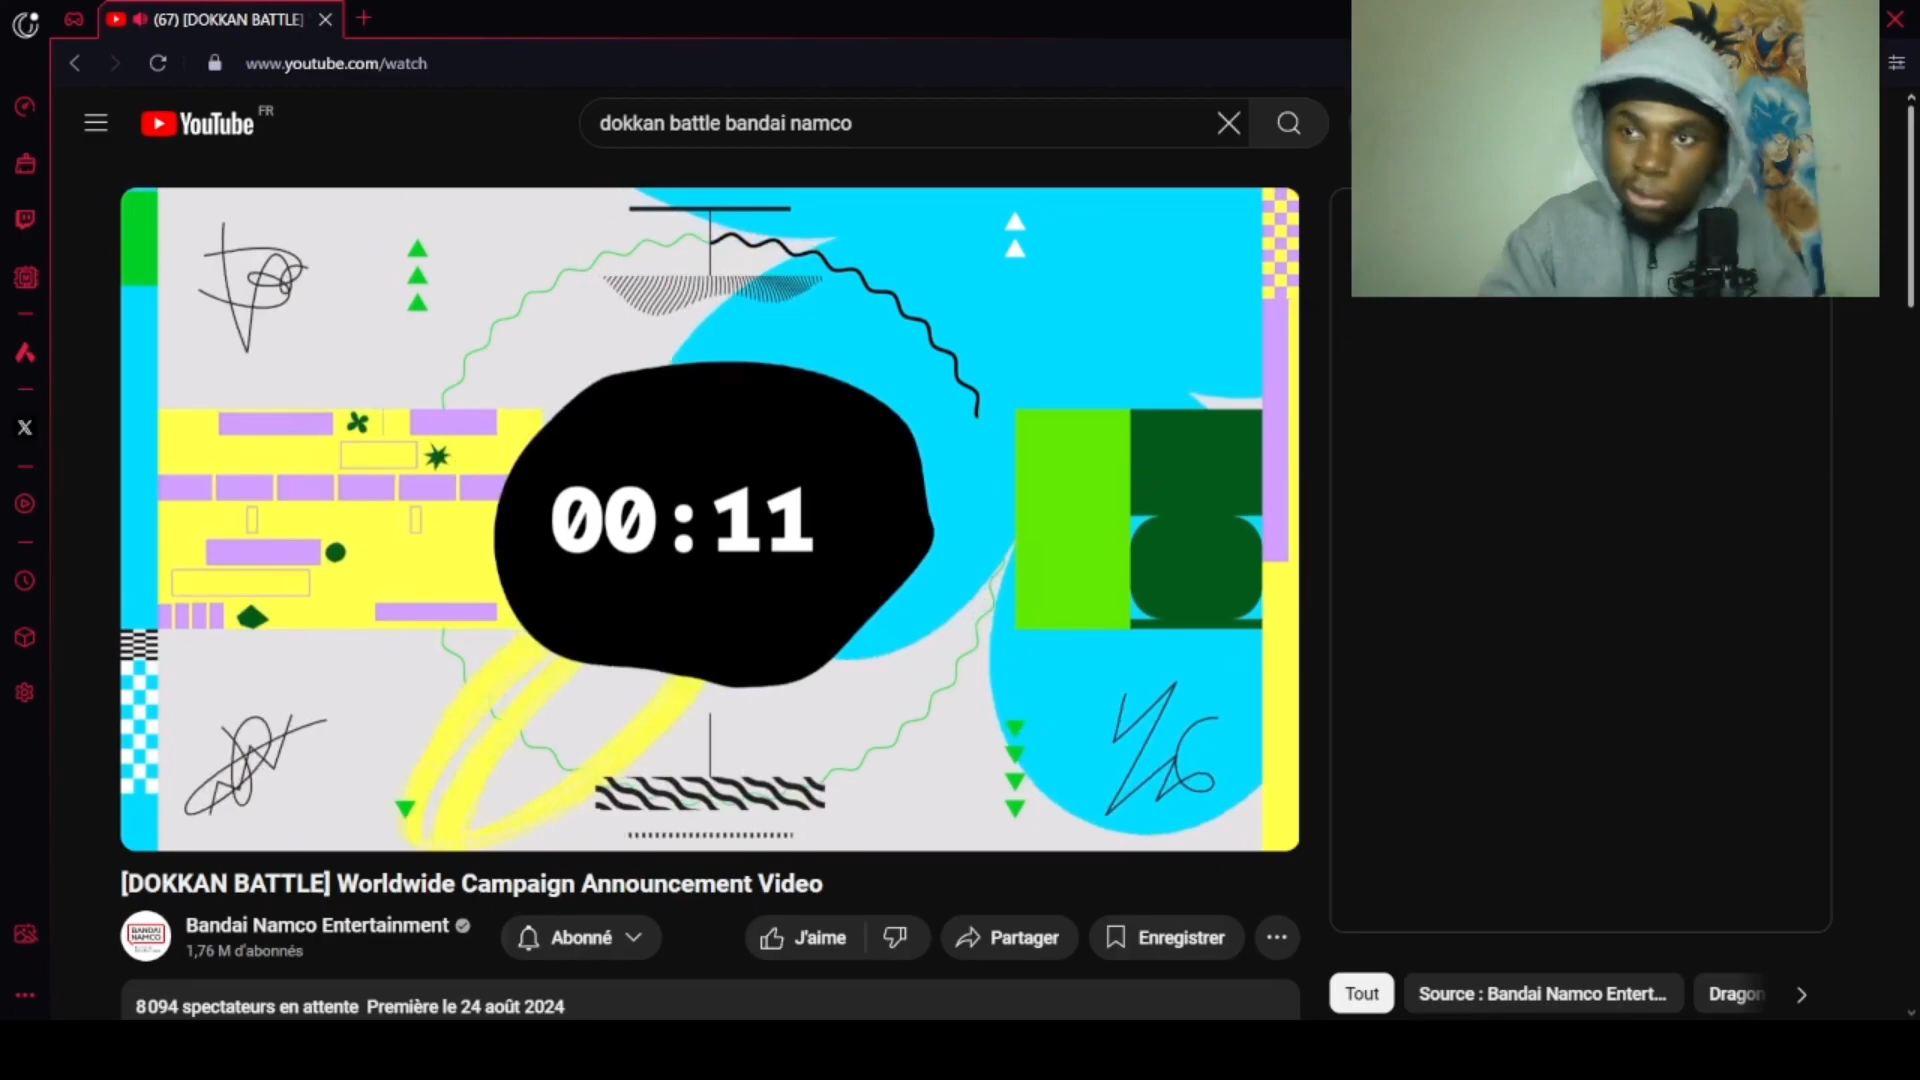 (67) [DOKKAN BATTLE]
www.youtube.com/watch
YouTube FR
dokkan battle bandai namco
00:11
[DOKKAN BATTLE] Worldwide Campaign Announcement Video
Bandai Namco Entertainment
1,76 M d'abonnés
Abonné
J'aime
Partager
Enregistrer
BANDAI
NAMCO
8 094 spectateurs en attente Première le 24 août 2024
Tout
Source : Bandai Namco Entert...
Dragon